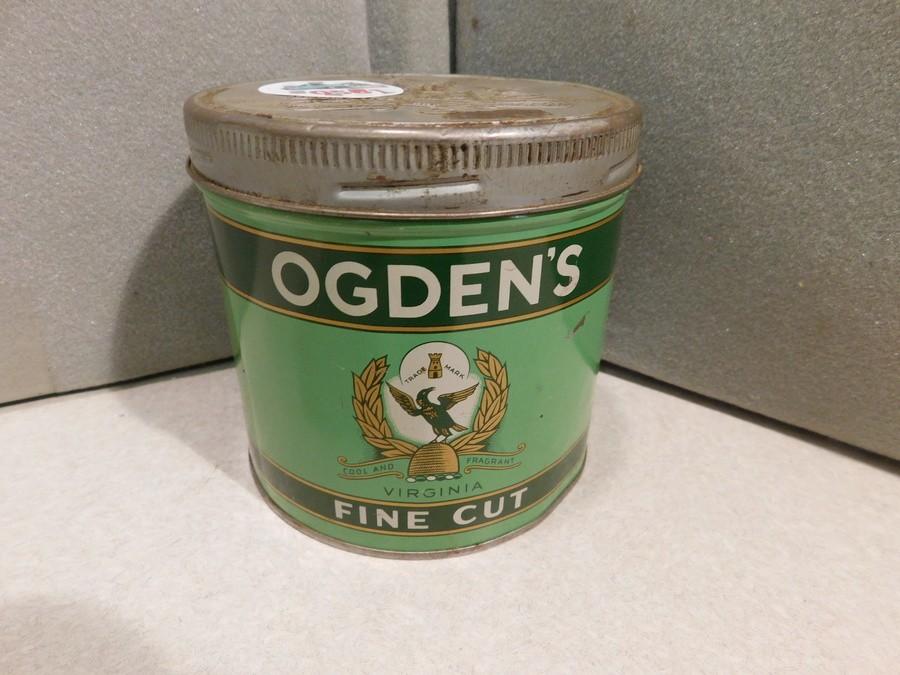 OGDEN'S
TRADE MARK
COOL AND FRAGRANT
VIRGINIA
FINE CUT